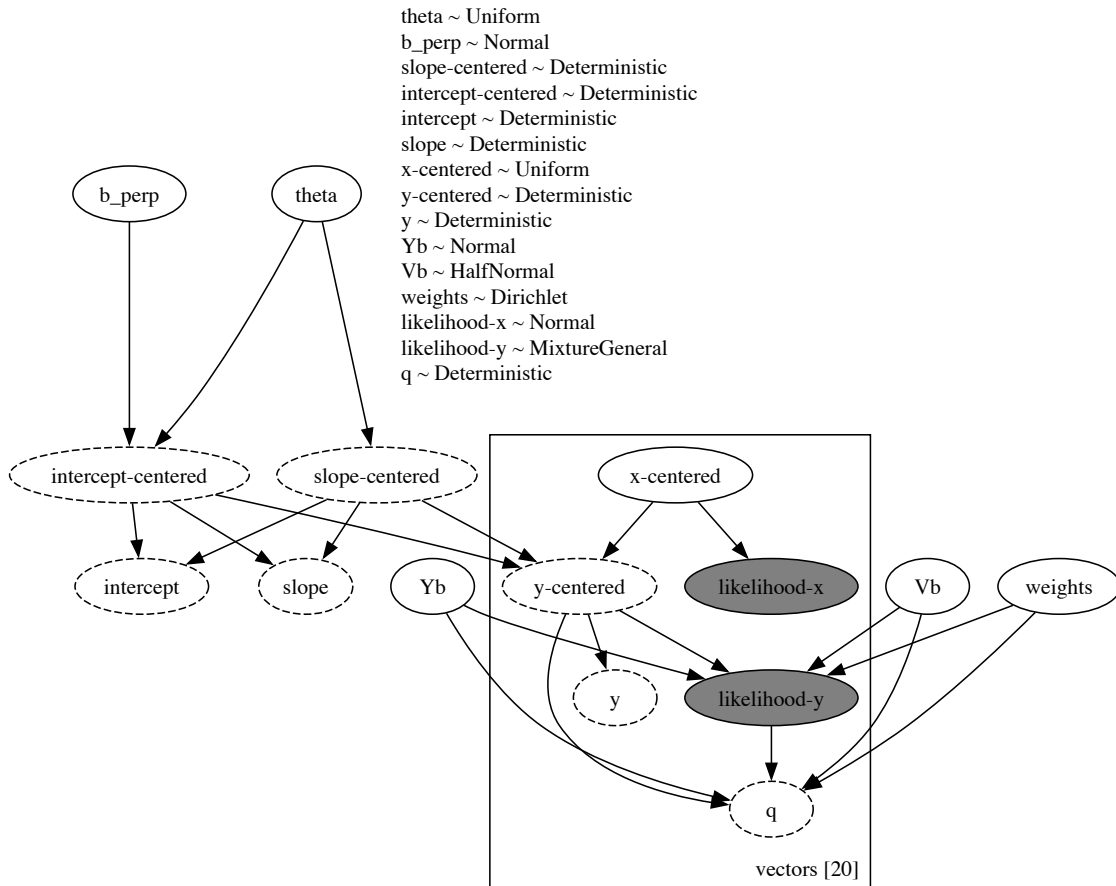 theta ~ Uniform
b_perp ~ Normal
slope-centered ~ Deterministic
intercept-centered ~ Deterministic
intercept ~ Deterministic
slope ~ Deterministic
x-centered ~ Uniform
y-centered ~ Deterministic
y ~ Deterministic
Yb ~ Normal
Vb ~ HalfNormal
weights ~ Dirichlet
likelihood-x ~ Normal
likelihood-y ~ MixtureGeneral
q ~ Deterministic
b_perp
theta
intercept-centered
slope-centered
x-centered
intercept
slope
Yb
y-centered
likelihood-x
Vb
weights
y
likelihood-y
q
vectors [20]